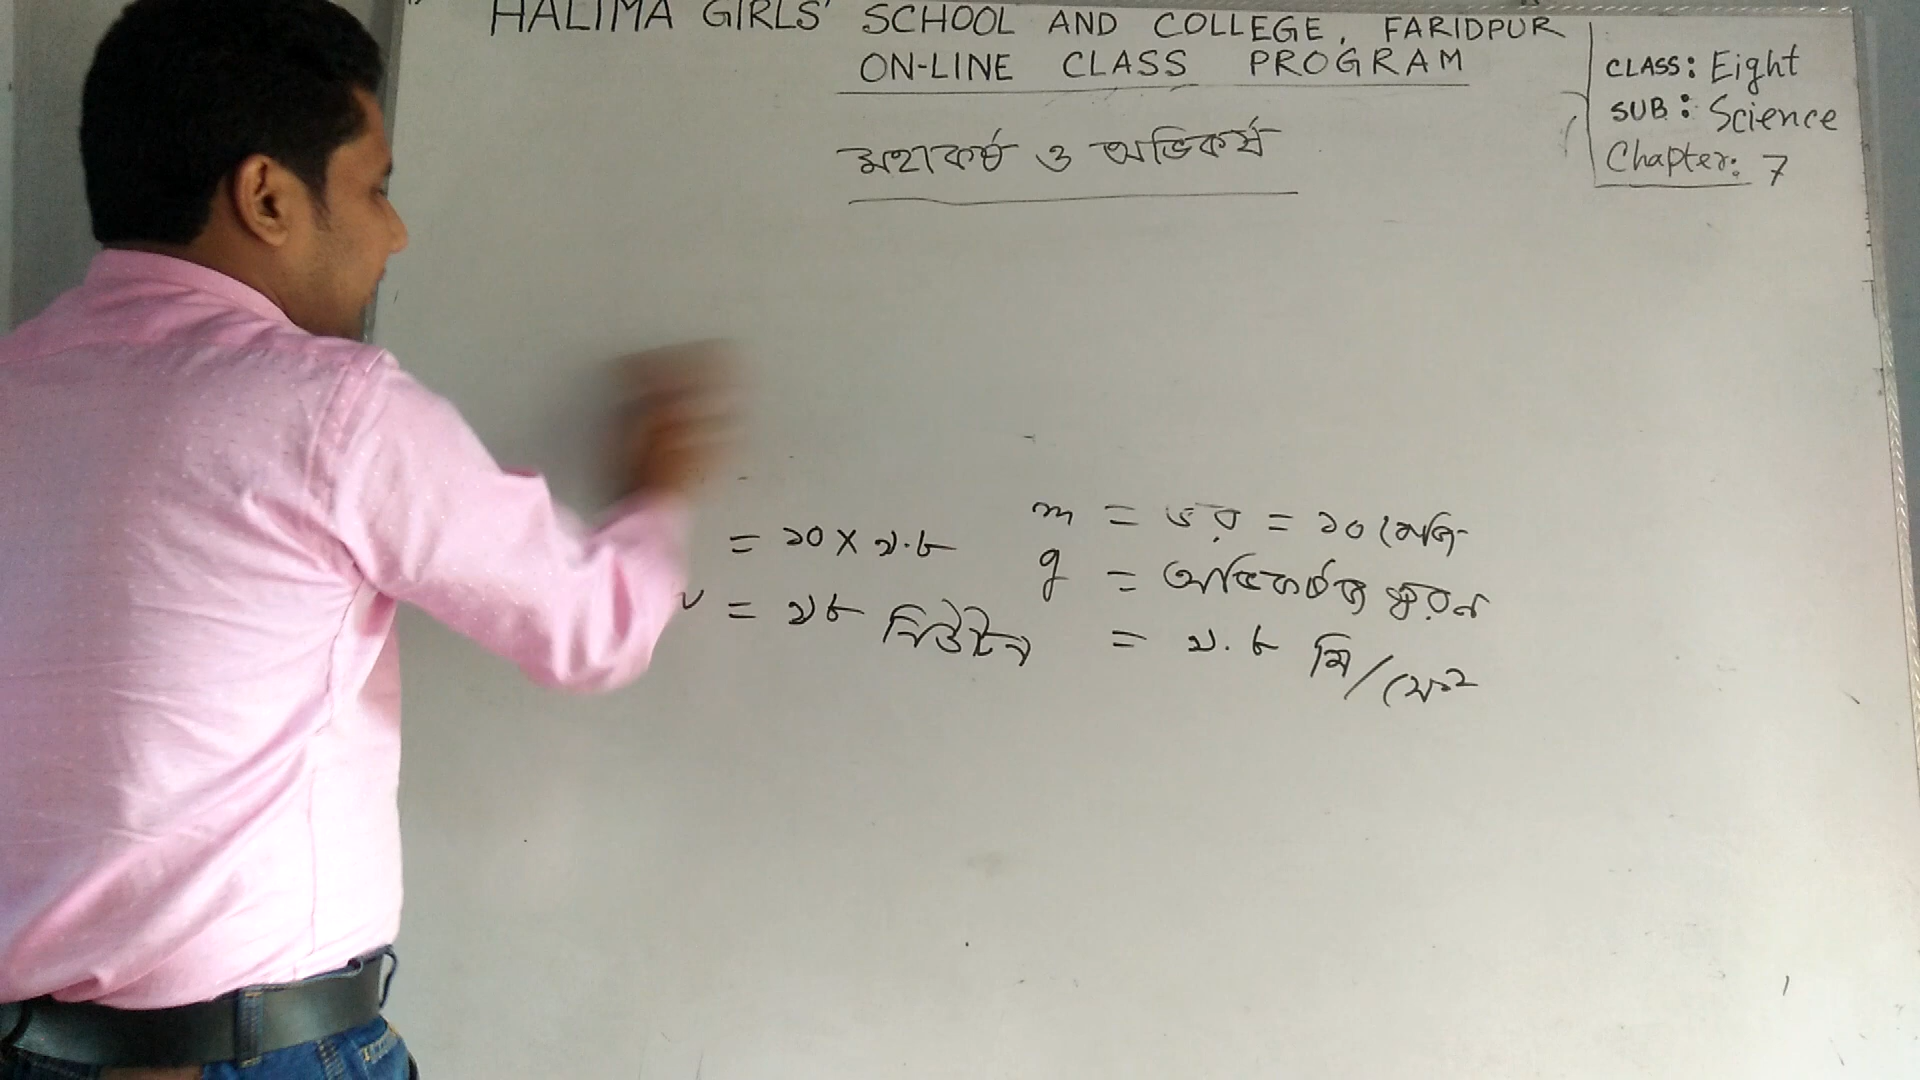 HALIMA GIRLS' SCHOOL AND COLLEGE, FARIDPUR
ON-LINE CLASS PROGRAM
CLASS: Eight
SUB: Science
Chapter: 7
মহাকর্ষ ও অভিকর্ষ
= ১০ × ৯.৮
= ৯৮ নিউটন
m = ভর = ১০ কেজি
g = অভিকর্ষজ ত্বরণ
= ৯.৮ মি/সে২